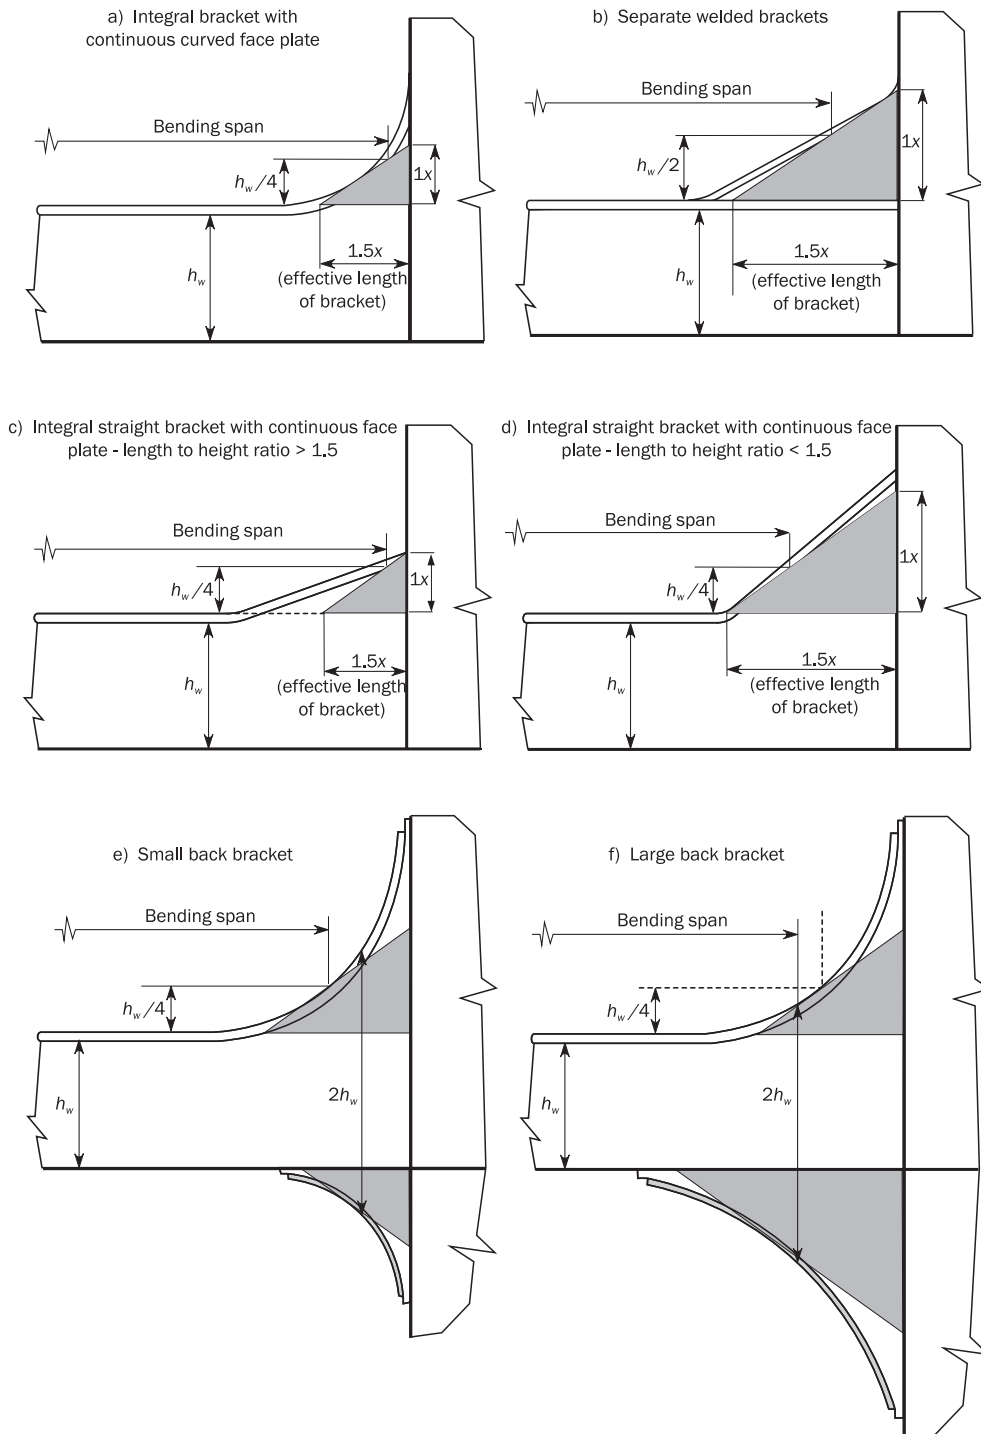 a) Integral bracket with
continuous curved face plate
Bending span
h_w/4
1x
1.5x
(effective length
of bracket)
h_w
b) Separate welded brackets
Bending span
h_w/2
1x
1.5x
(effective length
of bracket)
h_w
c) Integral straight bracket with continuous face
plate - length to height ratio > 1.5
Bending span
h_w/4
1x
1.5x
(effective length
of bracket)
h_w
d) Integral straight bracket with continuous face
plate - length to height ratio < 1.5
Bending span
h_w/4
1x
1.5x
(effective length
of bracket)
h_w
e) Small back bracket
Bending span
h_w/4
h_w
2h_w
f) Large back bracket
Bending span
h_w/4
h_w
2h_w